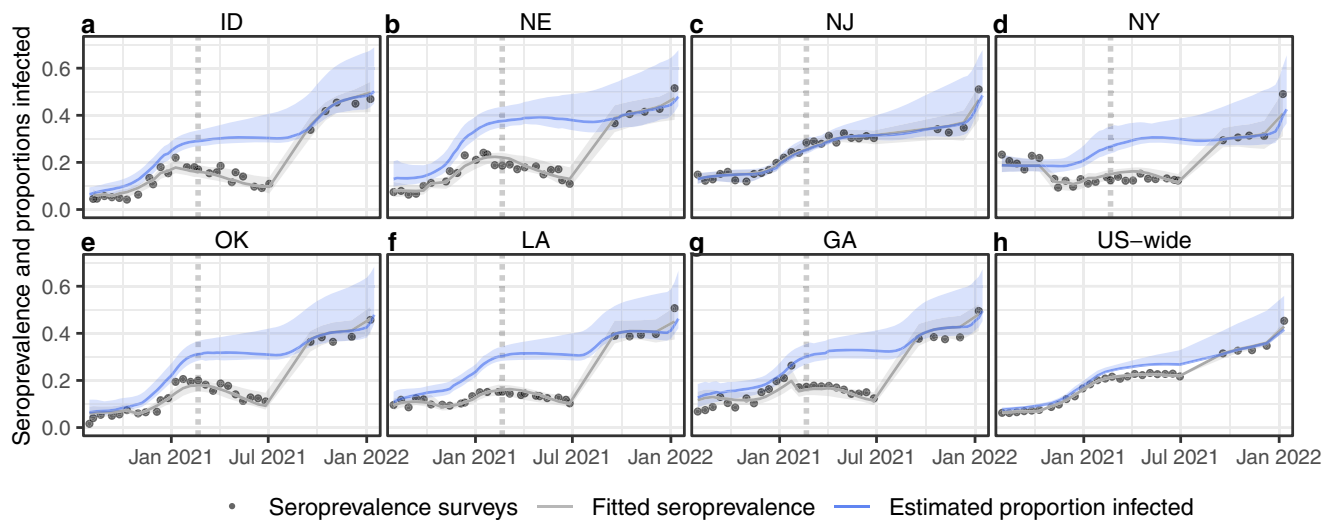 a ID b NE c NJ d NY
Seroprevalence and proportions infected
0.6
0.4
0.2
0.0
e OK f LA g GA h US−wide
0.6
0.4
0.2
0.0
Jan 2021 Jul 2021 Jan 2022 Jan 2021 Jul 2021 Jan 2022 Jan 2021 Jul 2021 Jan 2022 Jan 2021 Jul 2021 Jan 2022
Seroprevalence surveys Fitted seroprevalence Estimated proportion infected